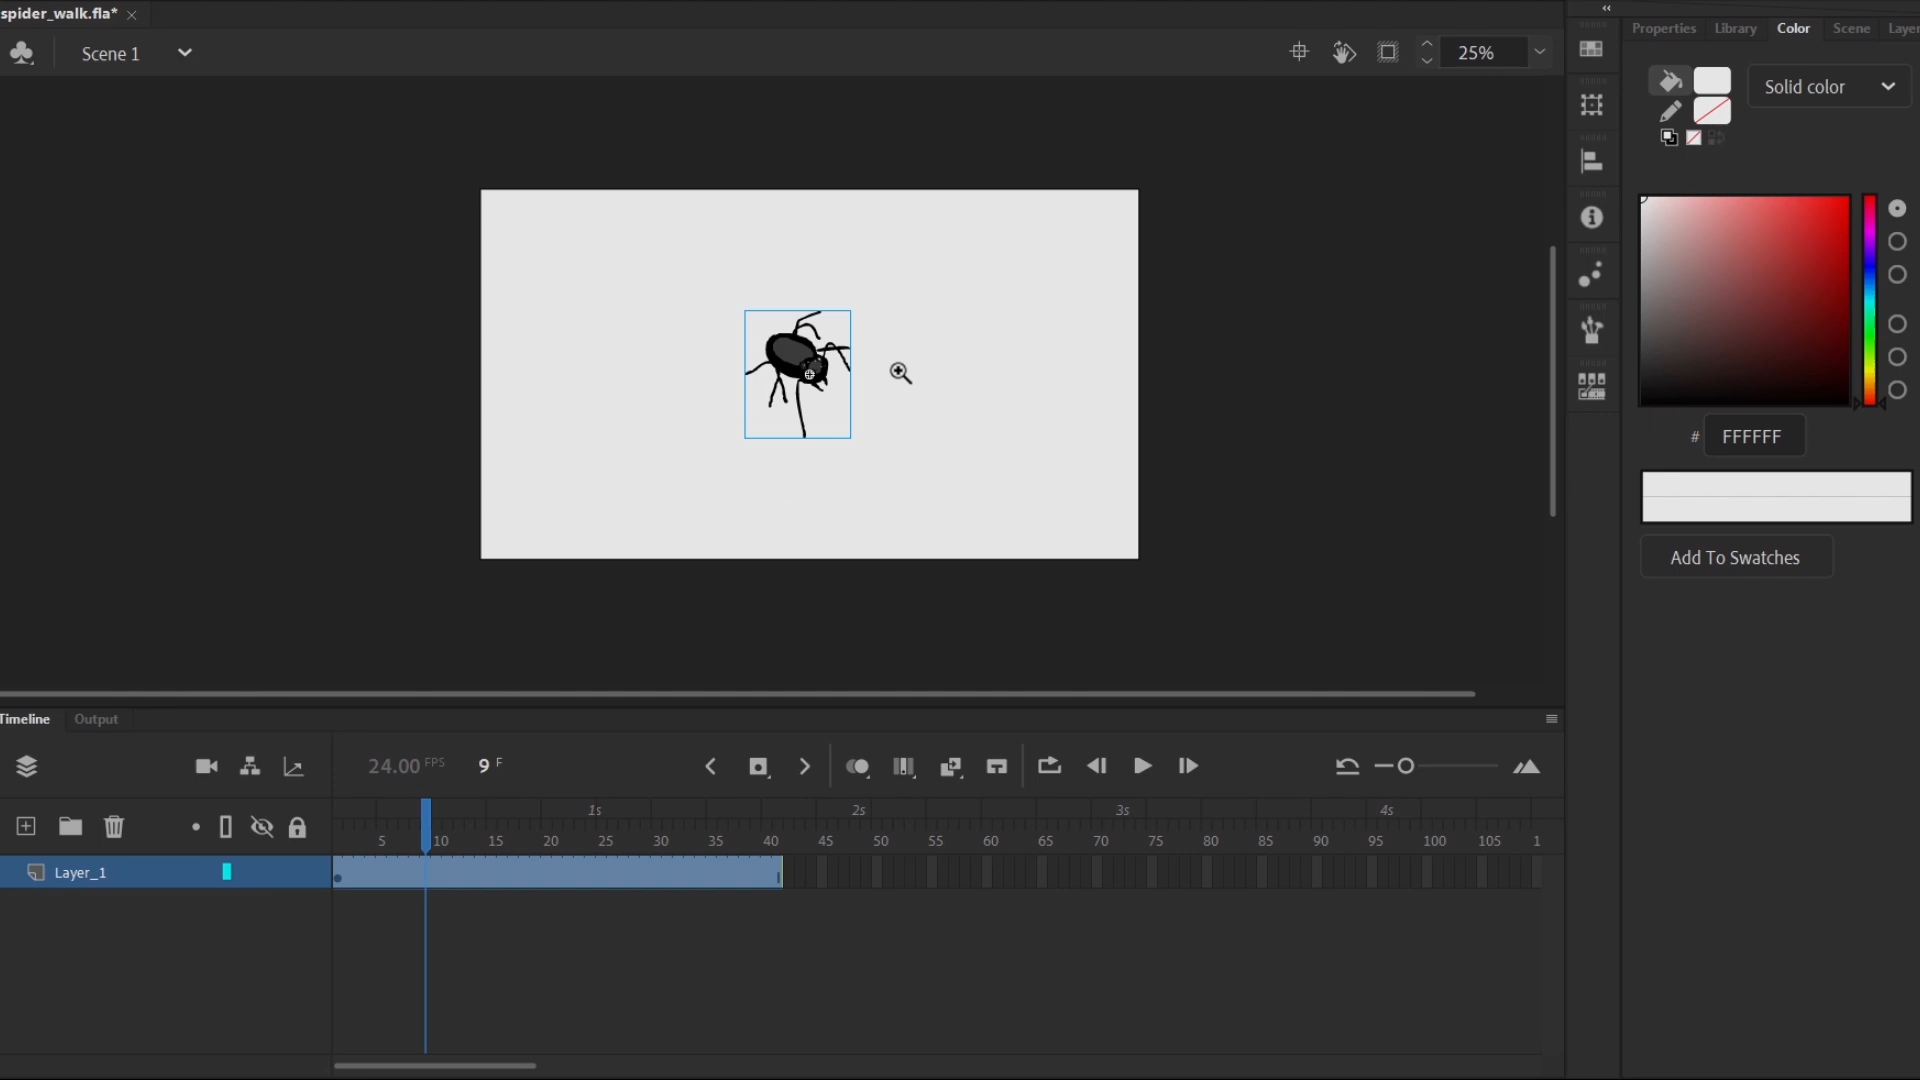 spider_walk.fla*
Scene 1
25%
Properties Library Color Scene Layer
Solid color
# FFFFFF
Add To Swatches
Timeline Output
24.00 FPS 9 F
1s 2s 3s 4s
5 10 15 20 25 30 35 40 45 50 55 60 65 70 75 80 85 90 95 100 105 1
Layer_1